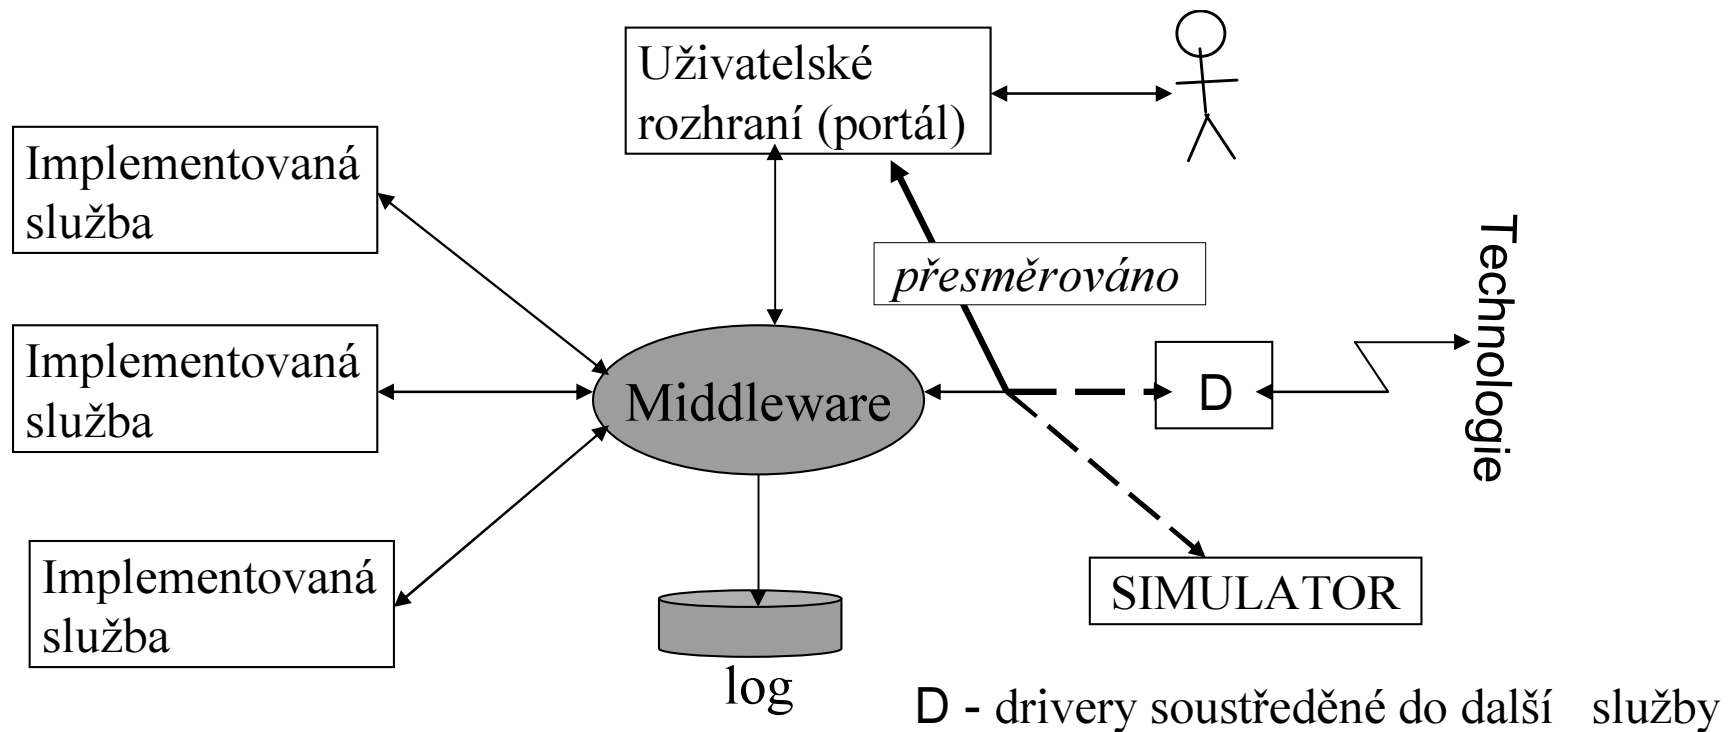 Uživatelské
rozhraní (portál)
Implementovaná
služba
přesměrováno
Technologie
Implementovaná
služba
Middleware
D
Implementovaná
služba
SIMULATOR
log
D - drivery soustředěné do další služby